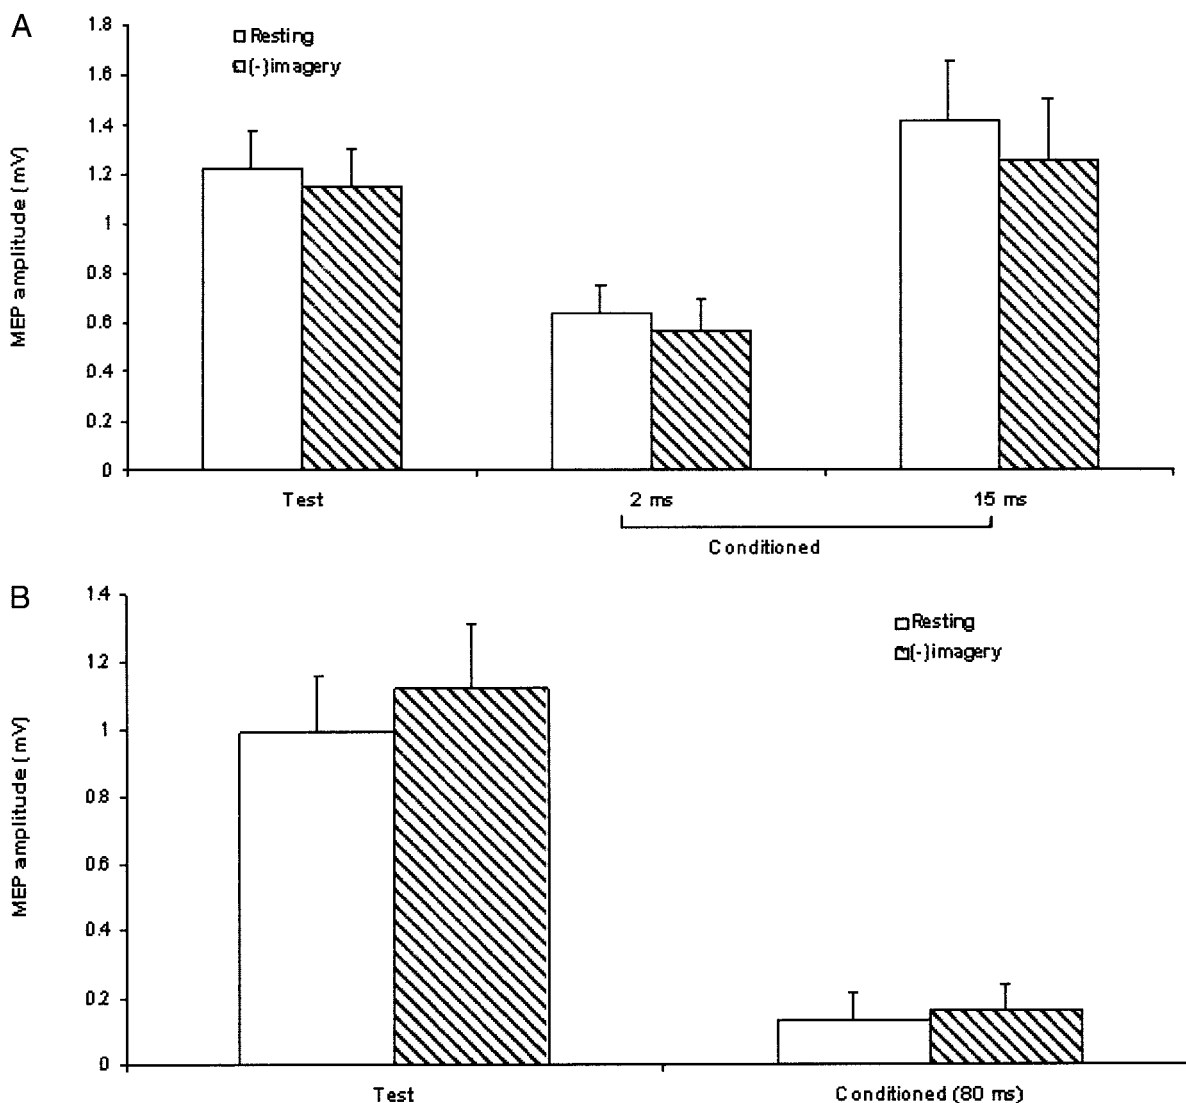 A
1.8
1.6
1.4
1.2
1
0.8
0.6
0.4
0.2
0
MEP amplitude (mV)
Resting
(-)imagery
Test
2 ms
15 ms
Conditioned
B
1.4
1.2
1
0.8
0.6
0.4
0.2
0
MEP amplitude (mV)
Resting
(-)imagery
Test
Conditioned (80 ms)